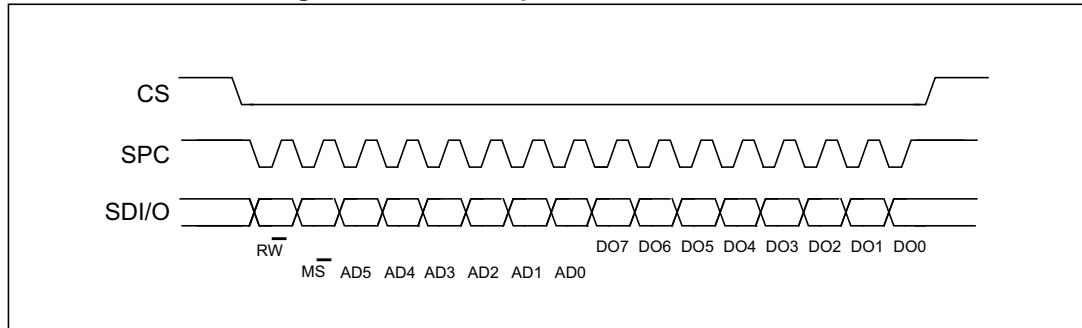 CS
SPC
SDI/O
RW̅ DO7 DO6 DO5 DO4 DO3 DO2 DO1 DO0
MS̅ AD5 AD4 AD3 AD2 AD1 AD0